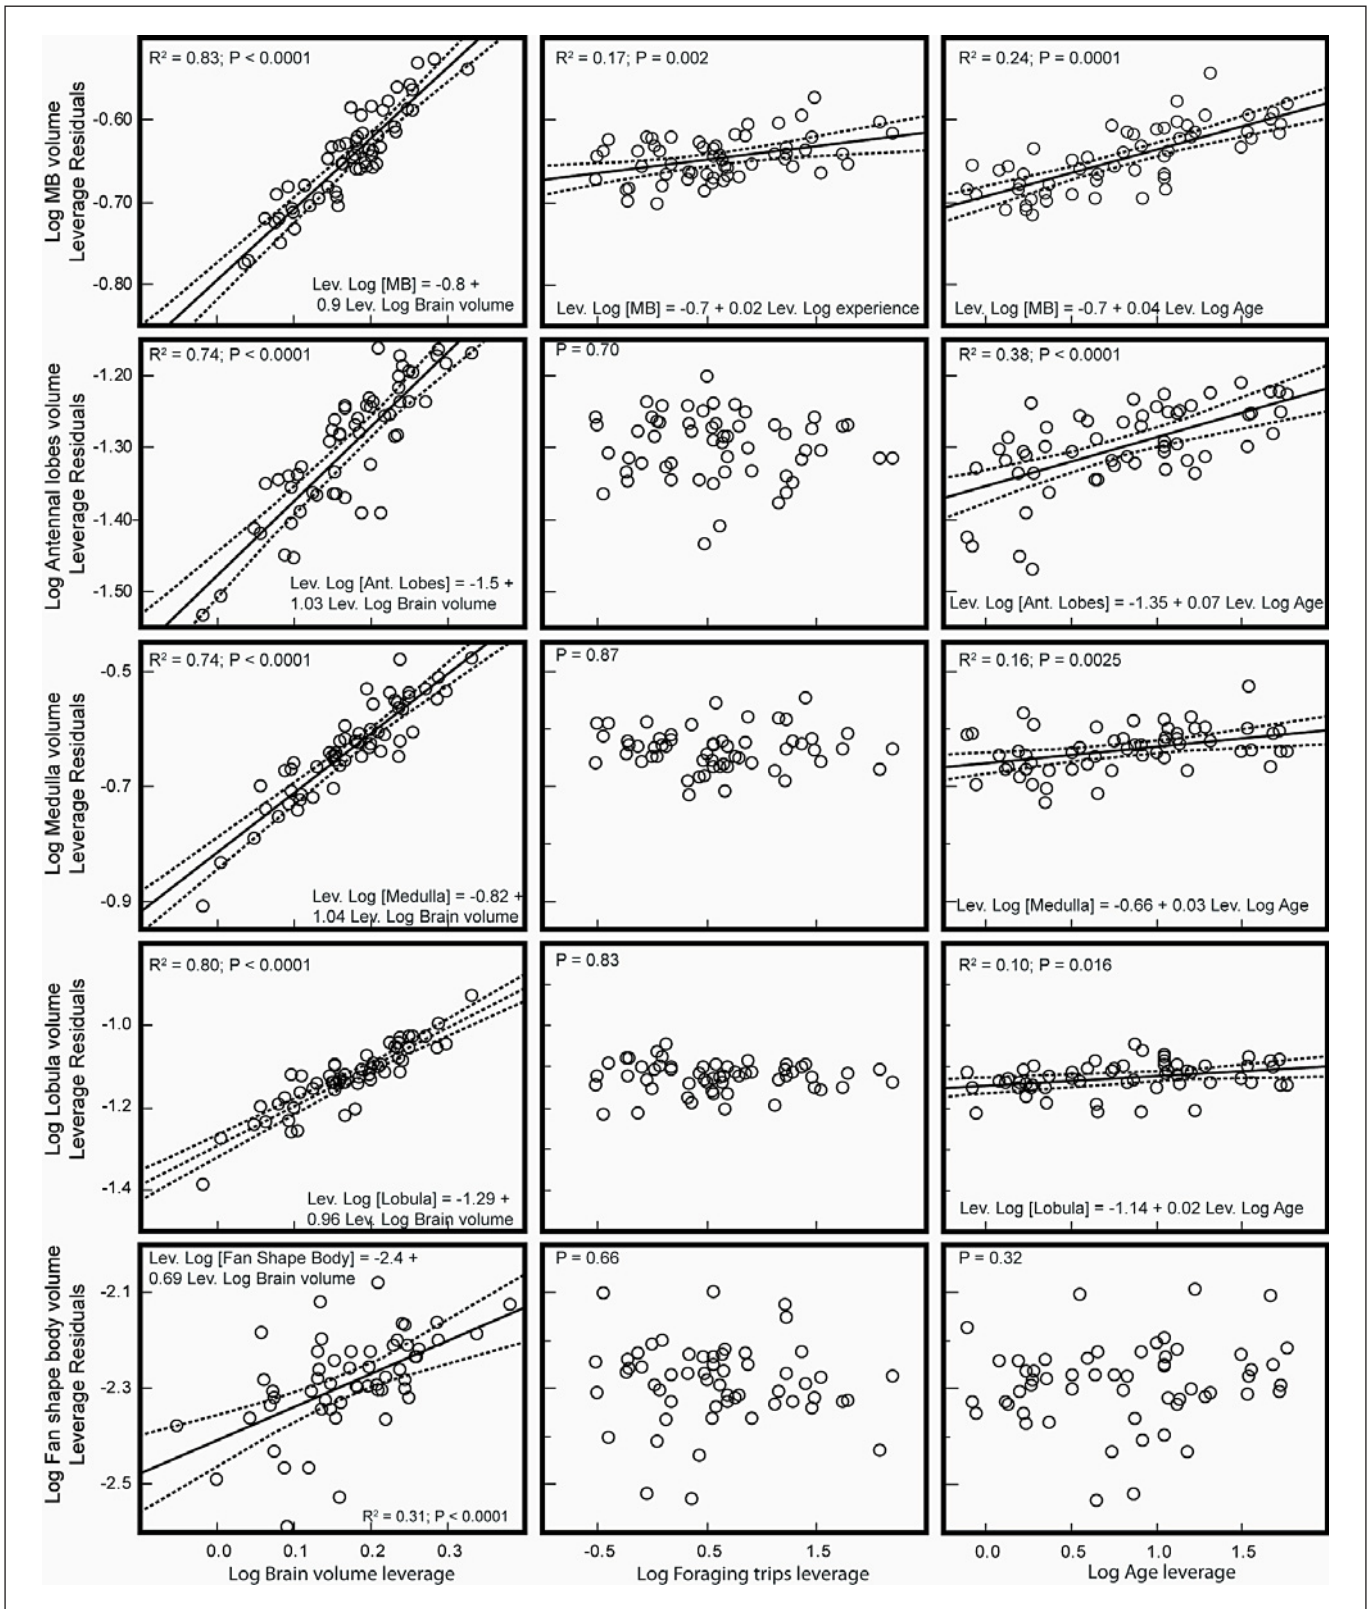 R² = 0.83; P < 0.0001
R² = 0.17; P = 0.002
R² = 0.24; P = 0.0001
Log MB volume
Leverage Residuals
-0.60
-0.70
-0.80
Lev. Log [MB] = -0.8 +
0.9 Lev. Log Brain volume
Lev. Log [MB] = -0.7 + 0.02 Lev. Log experience
Lev. Log [MB] = -0.7 + 0.04 Lev. Log Age
R² = 0.74; P < 0.0001
P = 0.70
R² = 0.38; P < 0.0001
Log Antennal lobes volume
Leverage Residuals
-1.20
-1.30
-1.40
-1.50
Lev. Log [Ant. Lobes] = -1.5 +
1.03 Lev. Log Brain volume
Lev. Log [Ant. Lobes] = -1.35 + 0.07 Lev. Log Age
R² = 0.74; P < 0.0001
P = 0.87
R² = 0.16; P = 0.0025
Log Medulla volume
Leverage Residuals
-0.5
-0.7
-0.9
Lev. Log [Medulla] = -0.82 +
1.04 Lev. Log Brain volume
Lev. Log [Medulla] = -0.66 + 0.03 Lev. Log Age
R² = 0.80; P < 0.0001
P = 0.83
R² = 0.10; P = 0.016
Log Lobula volume
Leverage Residuals
-1.0
-1.2
-1.4
Lev. Log [Lobula] = -1.29 +
0.96 Lev. Log Brain volume
Lev. Log [Lobula] = -1.14 + 0.02 Lev. Log Age
Lev. Log [Fan Shape Body] = -2.4 +
0.69 Lev. Log Brain volume
P = 0.66
P = 0.32
Log Fan shape body volume
Leverage Residuals
-2.1
-2.3
-2.5
R² = 0.31; P < 0.0001
0.0 0.1 0.2 0.3
-0.5 0.5 1.5
0.0 0.5 1.0 1.5
Log Brain volume leverage
Log Foraging trips leverage
Log Age leverage